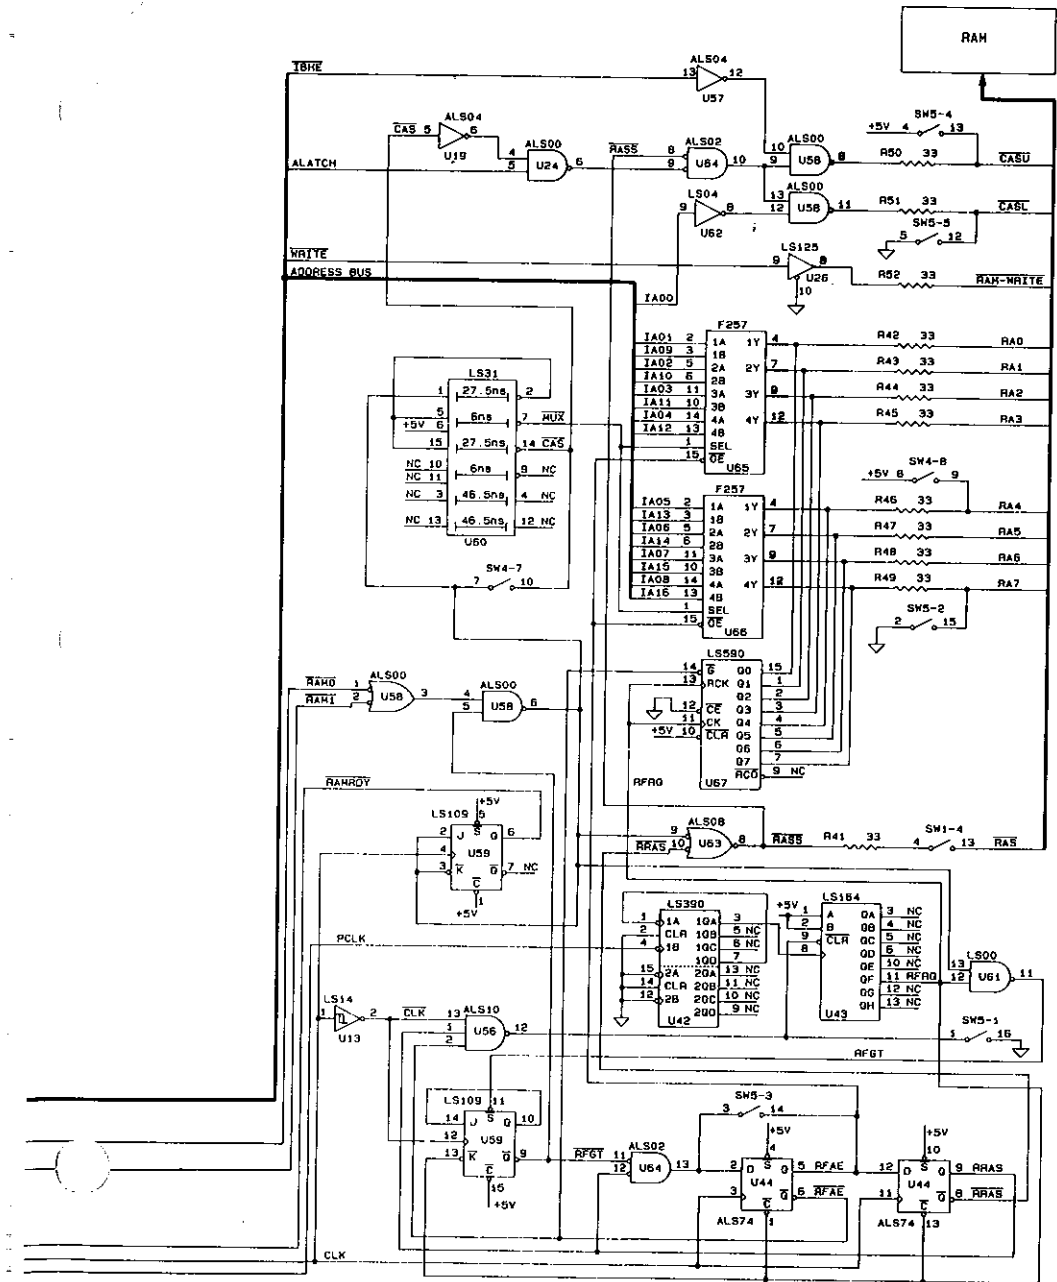 RAM
IBHE
ALS04
13 12
U57
SW5-4
+5V 4 13
ALS04
CAS 5 6
U19
ALS00
4
5
U24
6
ALATCH
RASS
ALS02
8
9
U64
10
ALS00
10
9
U58
8
R50 33
CASU
LS04
9 8
U62
ALS00
13
12
U58
11
R51 33
CASL
SW5-5
5 12
WRITE
LS125
9 8
U26
10
R52 33
RAM-WRITE
ADDRESS BUS
IA00
F257
IA01 2 1A 1Y 4
IA09 3 1B
IA02 5 2A 2Y 7
IA10 6 2B
IA03 11 3A 3Y 9
IA11 10 3B
IA04 14 4A 4Y 12
IA12 13 4B
1 SEL
15 OE
U65
R42 33 RA0
R43 33 RA1
R44 33 RA2
R45 33 RA3
LS31
1 27.5ns 2
5
+5V 6 6ns 7 MUX
15 27.5ns 14 CAS
NC 10
NC 11 6ns 9 NC
NC 3 46.5ns 4 NC
NC 13 46.5ns 12 NC
U60
SW4-7
7 10
SW4-8
+5V 8 9
F257
IA05 2 1A 1Y 4
IA13 3 1B
IA06 5 2A 2Y 7
IA14 6 2B
IA07 11 3A 3Y 9
IA15 10 3B
IA08 14 4A 4Y 12
IA16 13 4B
1 SEL
15 OE
U66
R46 33 RA4
R47 33 RA5
R48 33 RA6
R49 33 RA7
SW5-2
2 15
LS590
14 G Q0 15
13 RCK Q1 1
Q2 2
12 CE Q3 3
11 CK Q4 4
+5V 10 CLR Q5 5
Q6 6
Q7 7
RCO 9 NC
U67
RAM0 1
RAM1 2
ALS00
U58
3
ALS00
4
5
U58
6
RFRQ
RAMRDY
LS109
+5V
5
2 J S Q 6
4 U59
3 K Q 7 NC
C
1
+5V
ALS08
9
RRAS 10
U63
8
RASS
R41 33
SW1-4
4 13
RAS
LS390
1 1A 1QA 3
2 CLR 1QB 5 NC
4 1B 1QC 6 NC
1QD 7
15 2A 2QA 13 NC
14 CLR 2QB 11 NC
12 2B 2QC 10 NC
2QD 9 NC
U42
LS164
+5V
1 A QA 3 NC
2 B QB 4 NC
9 CLR QC 5 NC
8 QD 6 NC
QE 10 NC
QF 11 RFRQ
QG 12 NC
QH 13 NC
U43
LS00
13
12
U61
11
PCLK
LS14
1 2
U13
CLK 13
1
2
ALS10
U56
12
SW5-1
1 16
RFGT
LS109
11
14 J S Q 10
12 U59
13 K Q 9
C
15
+5V
RFGT 11
12
ALS02
U64
13
SW5-3
3 14
+5V
4
2 D S Q 5 RFAE
U44
3 Q 6 RFAE
C
1
ALS74
+5V
10
12 D S Q 9 RRAS
U44
11 Q 8 RRAS
C
13
ALS74
CLK